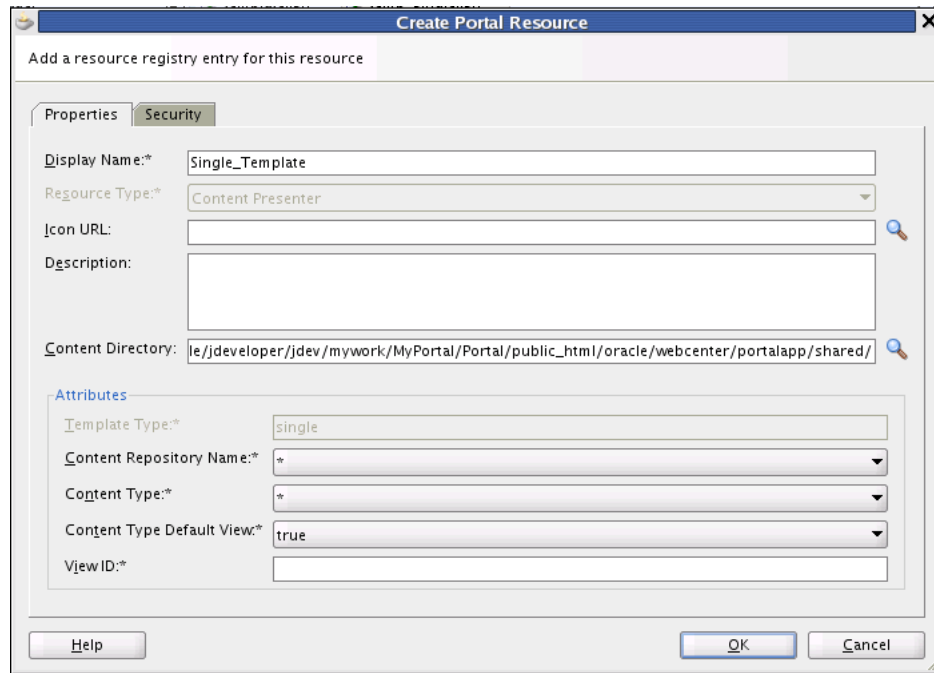 Create Portal Resource
Add a resource registry entry for this resource
Properties
Security
Display Name:*
Single_Template
Resource Type:*
Content Presenter
Icon URL:
Description:
Content Directory:
le/jdeveloper/jdev/mywork/MyPortal/Portal/public_html/oracle/webcenter/portalapp/shared/
Attributes
Template Type:*
single
Content Repository Name:*
*
Content Type:*
*
Content Type Default View:*
true
View ID:*
Help
OK
Cancel